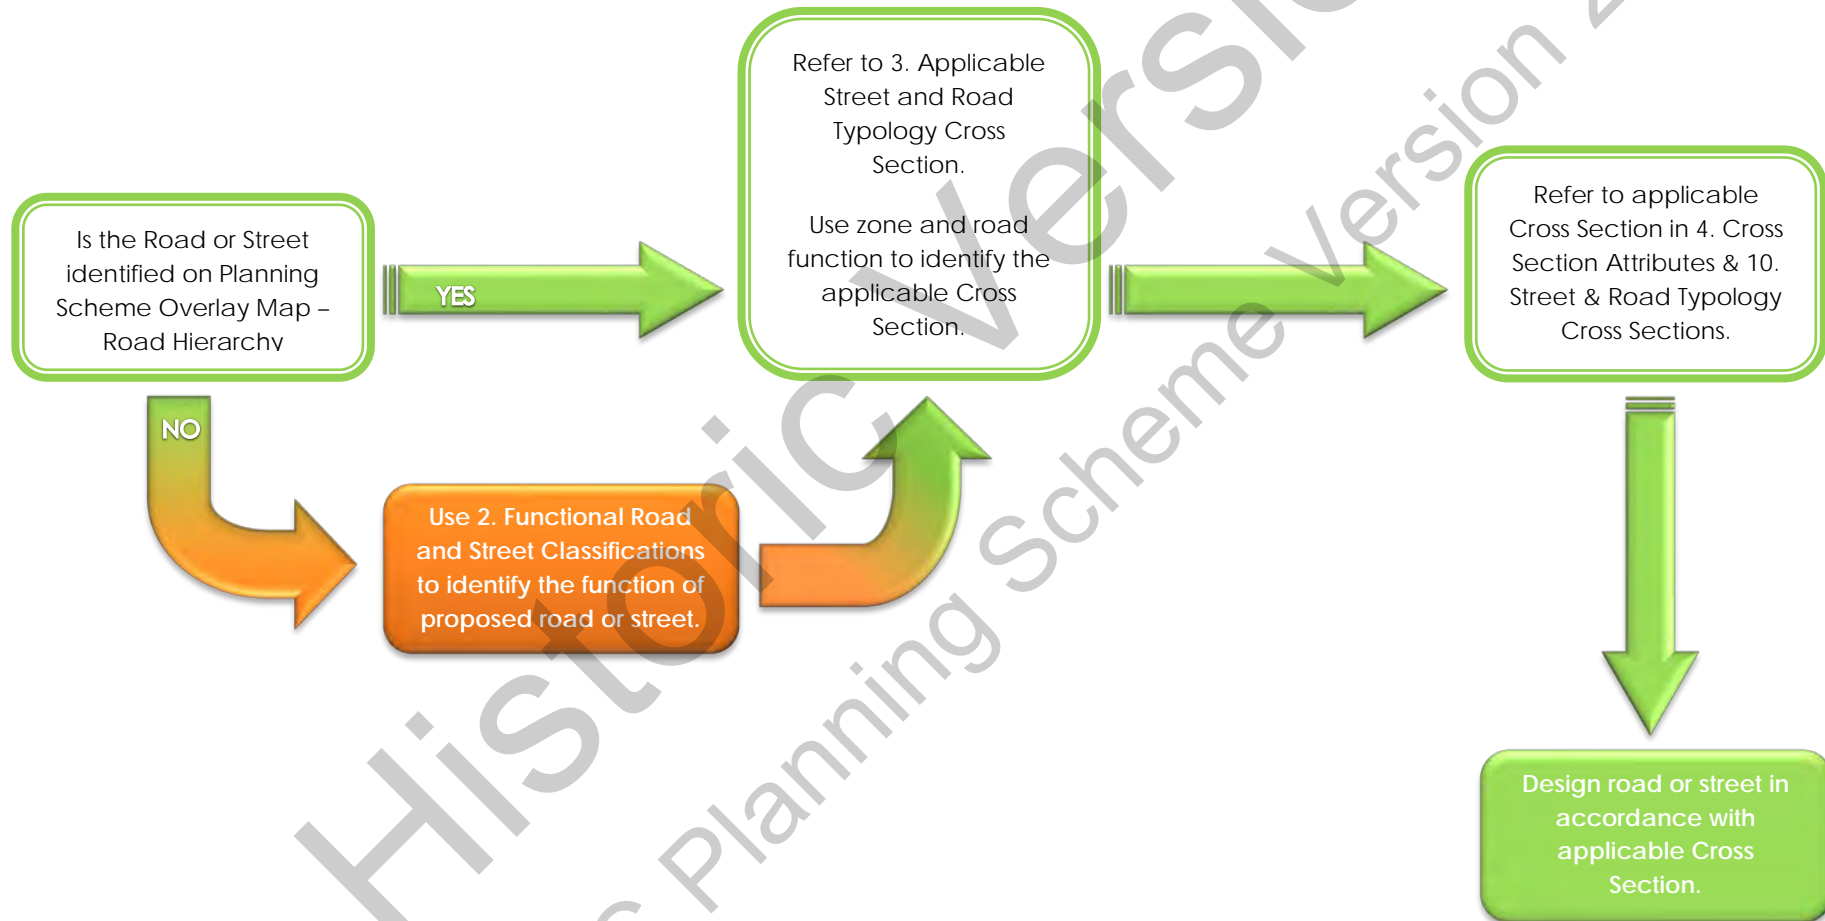 Is the Road or Street
identified on Planning
Scheme Overlay Map –
Road Hierarchy
YES
Refer to 3. Applicable
Street and Road
Typology Cross
Section.
Use zone and road
function to identify the
applicable Cross
Section.
Refer to applicable
Cross Section in 4. Cross
Section Attributes & 10.
Street & Road Typology
Cross Sections.
NO
Use 2. Functional Road
and Street Classifications
to identify the function of
proposed road or street.
Design road or street in
accordance with
applicable Cross
Section.
Historic Versio
Planning Scheme Version